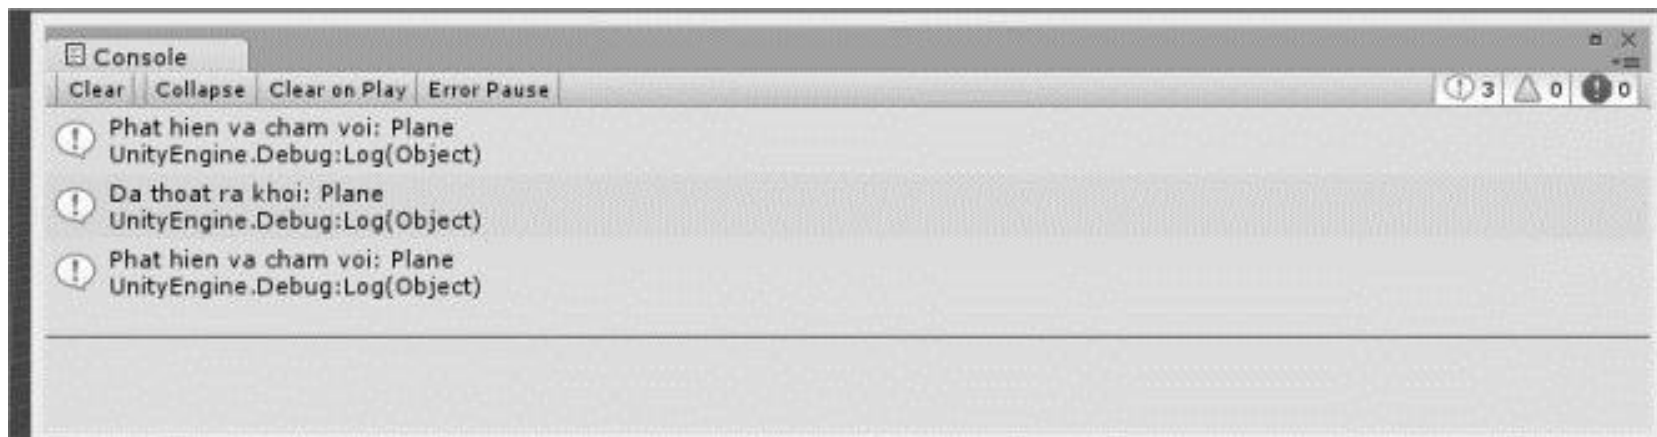 Console
Clear Collapse Clear on Play Error Pause 3 0 0
Phat hien va cham voi: Plane
UnityEngine.Debug:Log(Object)
Da thoat ra khoi: Plane
UnityEngine.Debug:Log(Object)
Phat hien va cham voi: Plane
UnityEngine.Debug:Log(Object)